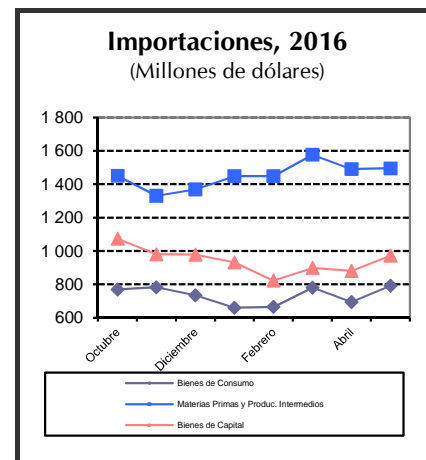 Importaciones, 2016
(Millones de dólares)
1 800
1 600
1 400
1 200
1 000
800
600
Octubre
Diciembre
Febrero
Abril
Bienes de Consumo
Materias Primas y Produc. Intermedios
Bienes de Capital